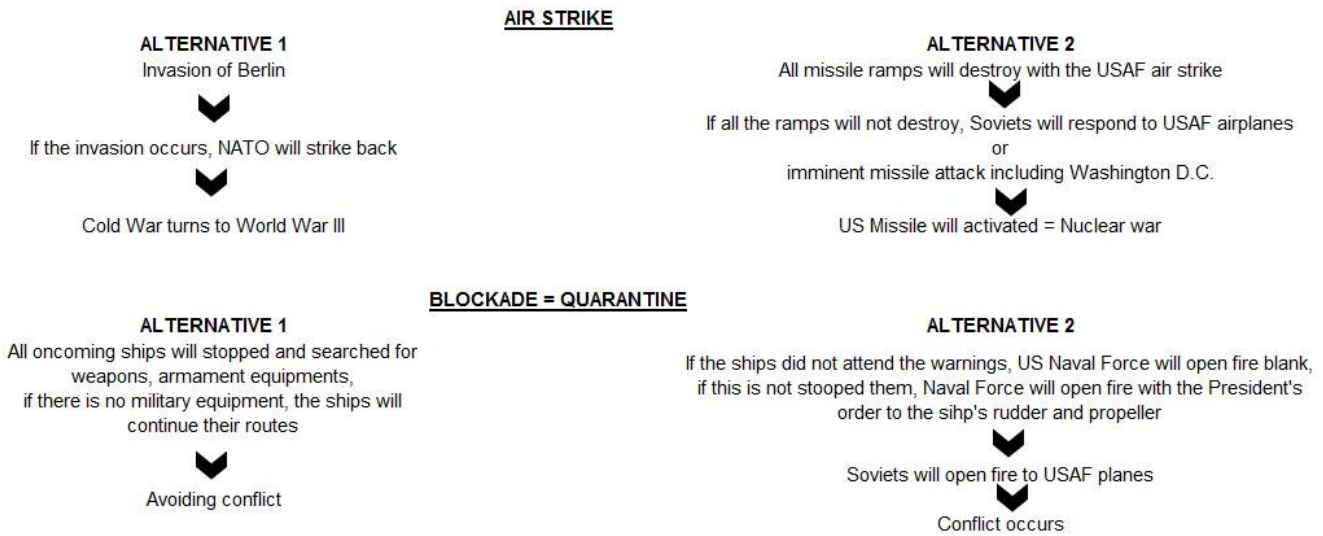 AIR STRIKE
ALTERNATIVE 1
Invasion of Berlin
If the invasion occurs, NATO will strike back
Cold War turns to World War III
ALTERNATIVE 2
All missile ramps will destroy with the USAF air strike
If all the ramps will not destroy, Soviets will respond to USAF airplanes
or
imminent missile attack including Washington D.C.
US Missile will activated = Nuclear war
BLOCKADE = QUARANTINE
ALTERNATIVE 1
All oncoming ships will stopped and searched for
weapons, armament equipments,
if there is no military equipment, the ships will
continue their routes
Avoiding conflict
ALTERNATIVE 2
If the ships did not attend the warnings, US Naval Force will open fire blank,
if this is not stooped them, Naval Force will open fire with the President's
order to the sihp's rudder and propeller
Soviets will open fire to USAF planes
Conflict occurs